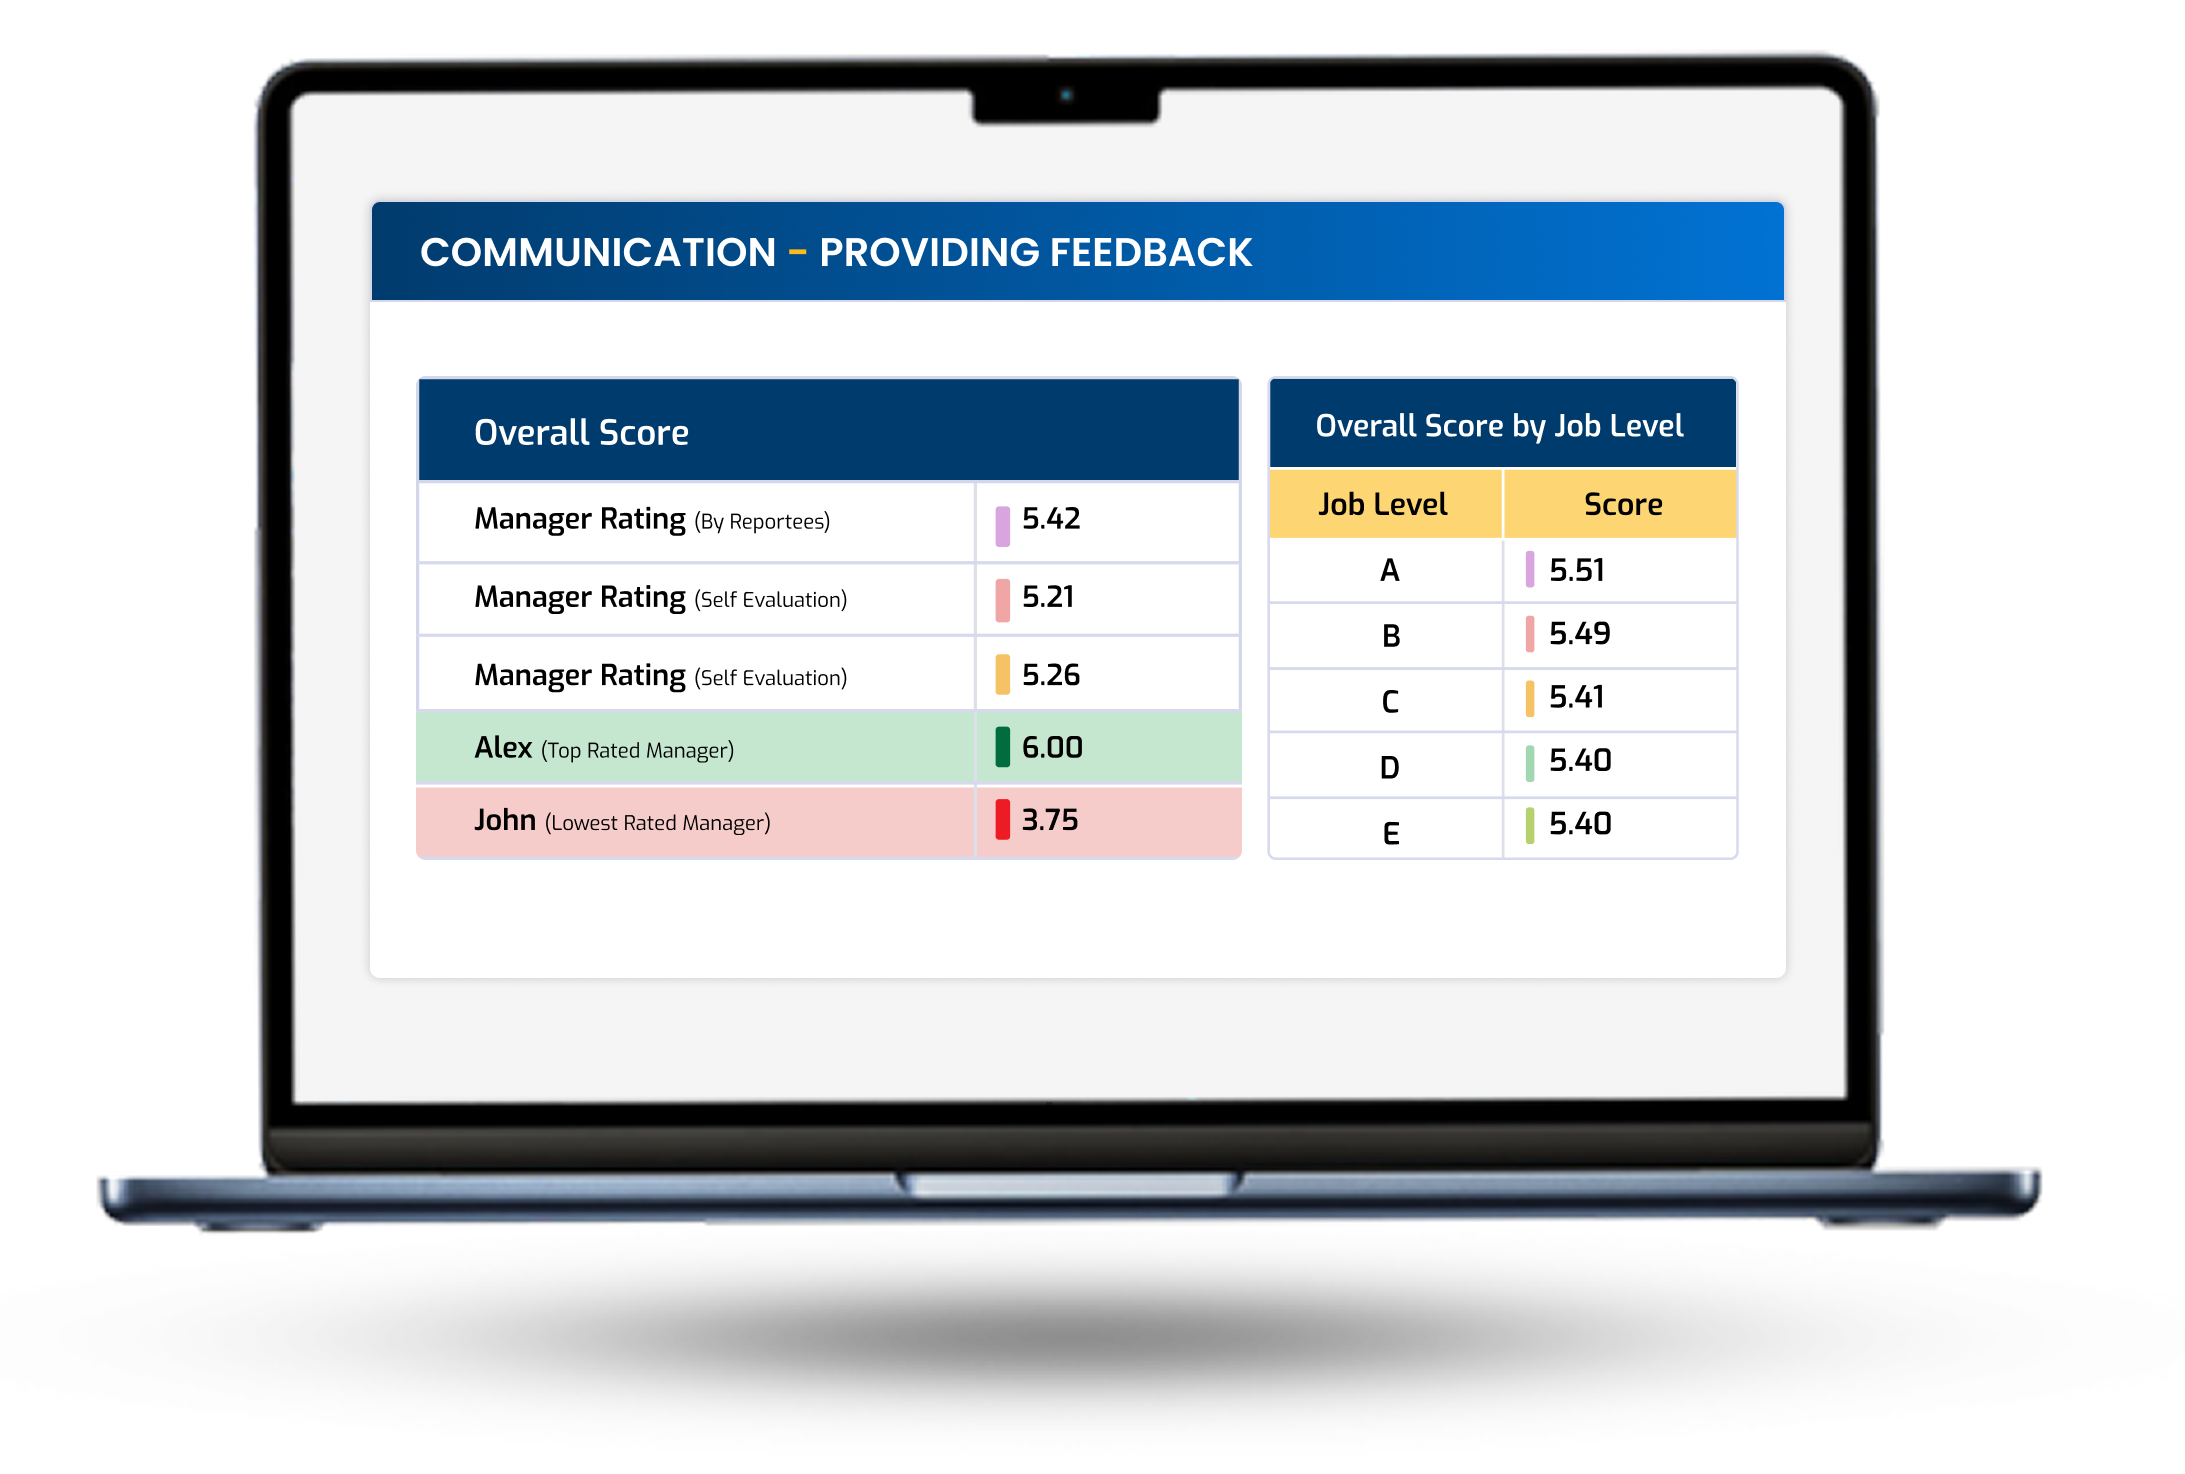 COMMUNICATION - PROVIDING FEEDBACK
Overall Score
Manager Rating (By Reportees) 5.42
Manager Rating (Self Evaluation) 5.21
Manager Rating (Self Evaluation) 5.26
Alex (Top Rated Manager) 6.00
John (Lowest Rated Manager) 3.75
Overall Score by Job Level
Job Level Score
A 5.51
B 5.49
C 5.41
D 5.40
E 5.40